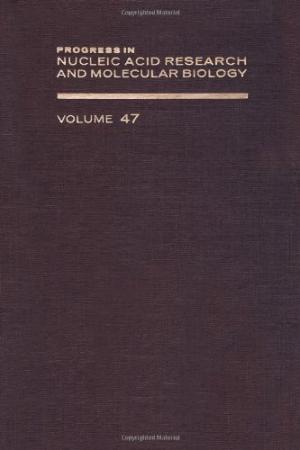 PROGRESS IN
NUCLEIC ACID RESEARCH
AND MOLECULAR BIOLOGY
VOLUME 47